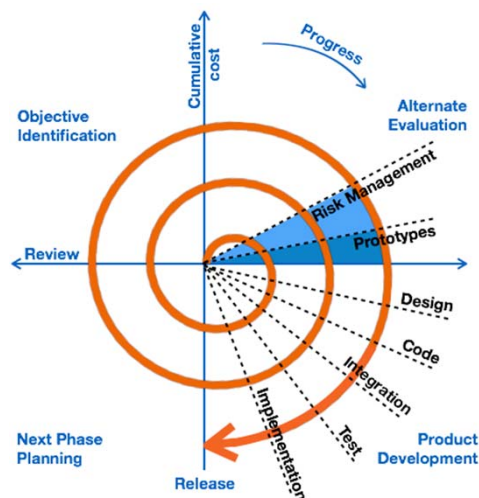 Cumulative
cost
Progress
Objective
Identification
Alternate
Evaluation
Risk Management
Prototypes
Review
Design
Code
Integration
Test
Implementation
Next Phase
Planning
Product
Development
Release